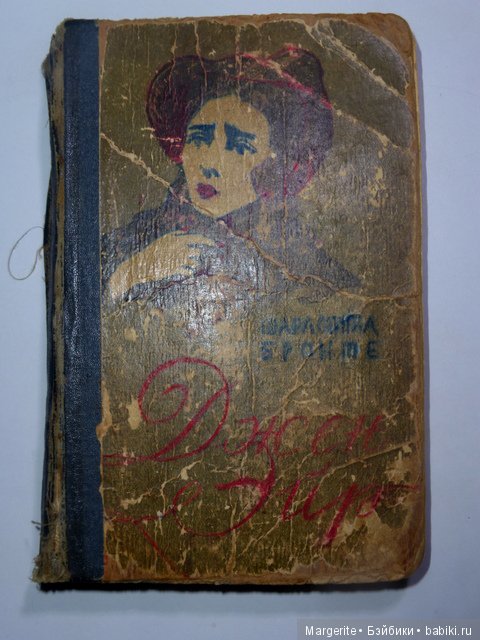 ШАРЛОТТА
БРОНТЕ
Джен
Эйр
Margerite • Бэйбики • babiki.ru